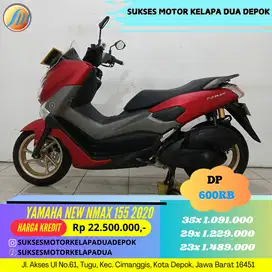 SUKSES MOTOR KELAPA DUA DEPOK
NMAX
DP
600RB
YAMAHA NEW NMAX 155 2020
HARGA KREDIT
Rp 22.500.000,-
35x 1.091.000
29x 1.229.000
23x 1.489.000
SUKSESMOTORKELAPADUADEPOK
SUKSESMOTORKELAPADUA
Jl. Akses UI No.61, Tugu, Kec. Cimanggis, Kota Depok, Jawa Barat 16451